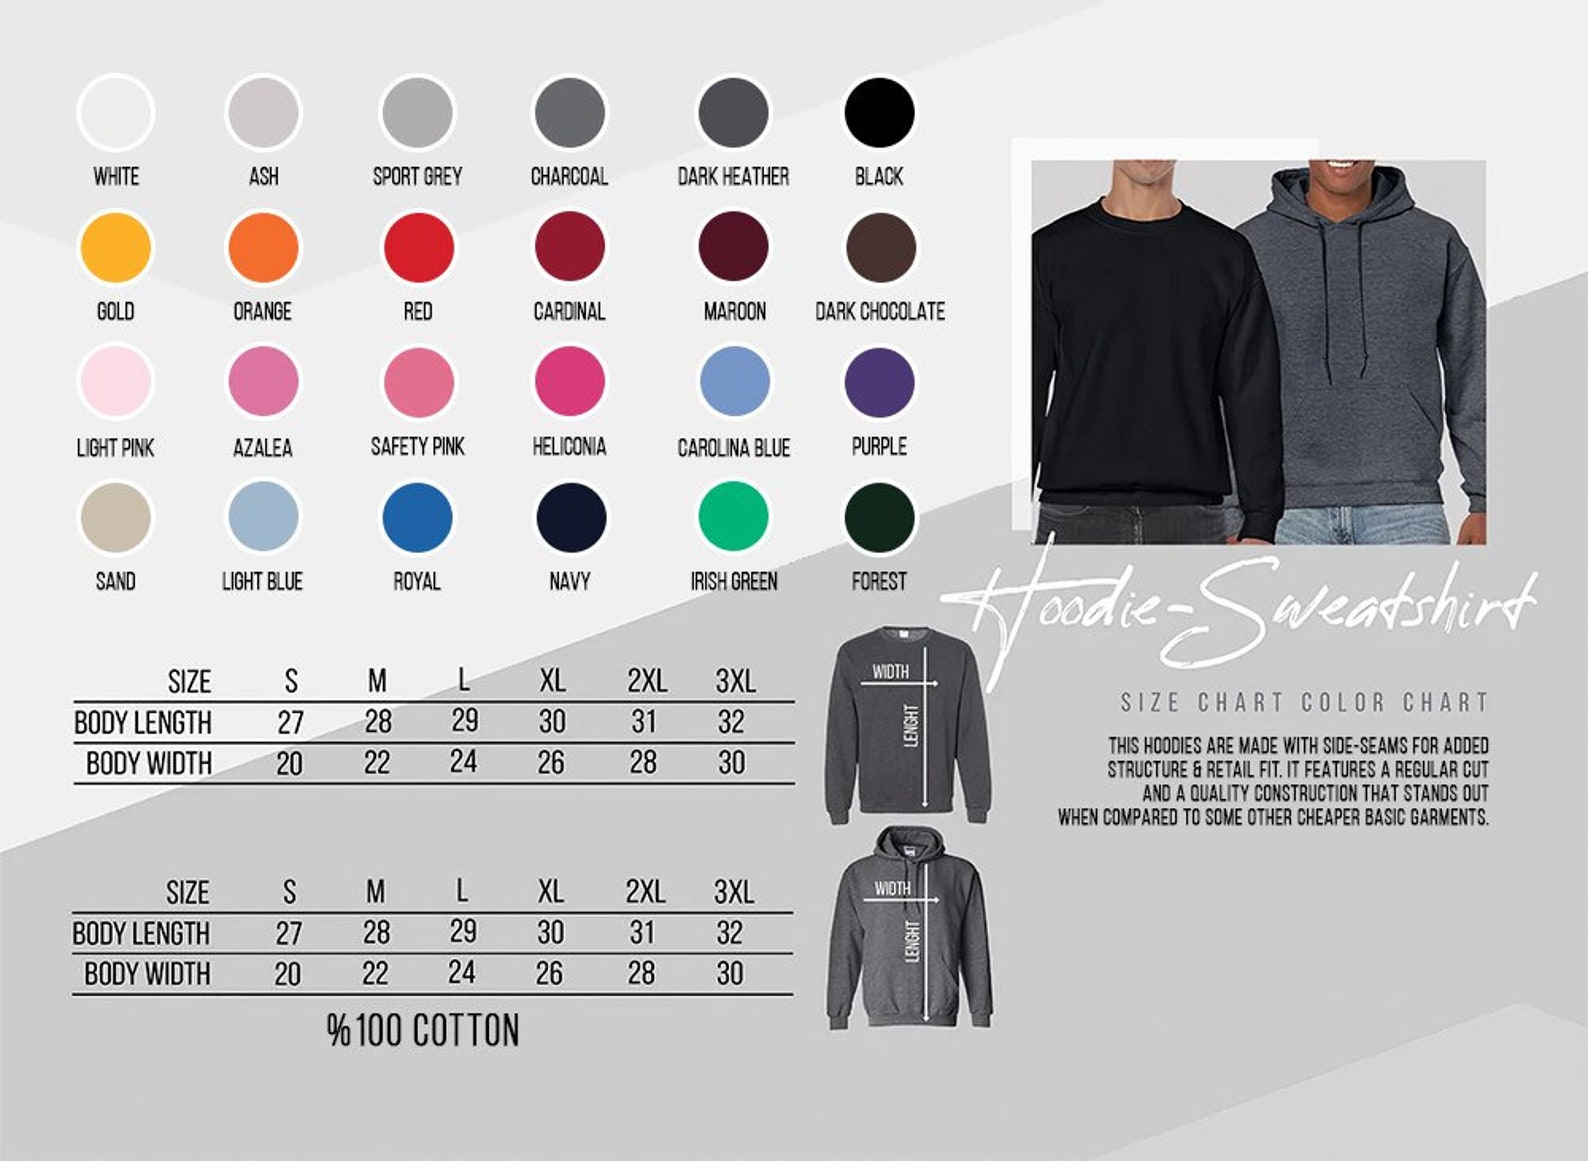 WHITE ASH SPORT GREY CHARCOAL DARK HEATHER BLACK
GOLD ORANGE RED CARDINAL MAROON DARK CHOCOLATE
LIGHT PINK AZALEA SAFETY PINK HELICONIA CAROLINA BLUE PURPLE
SAND LIGHT BLUE ROYAL NAVY IRISH GREEN FOREST
Hoodie-Sweatshirt
SIZE CHART COLOR CHART
THIS HOODIES ARE MADE WITH SIDE-SEAMS FOR ADDED
STRUCTURE & RETAIL FIT. IT FEATURES A REGULAR CUT
AND A QUALITY CONSTRUCTION THAT STANDS OUT
WHEN COMPARED TO SOME OTHER CHEAPER BASIC GARMENTS.
SIZE S M L XL 2XL 3XL
BODY LENGTH 27 28 29 30 31 32
BODY WIDTH 20 22 24 26 28 30
WIDTH
LENGHT
SIZE S M L XL 2XL 3XL
BODY LENGTH 27 28 29 30 31 32
BODY WIDTH 20 22 24 26 28 30
WIDTH
LENGHT
%100 COTTON